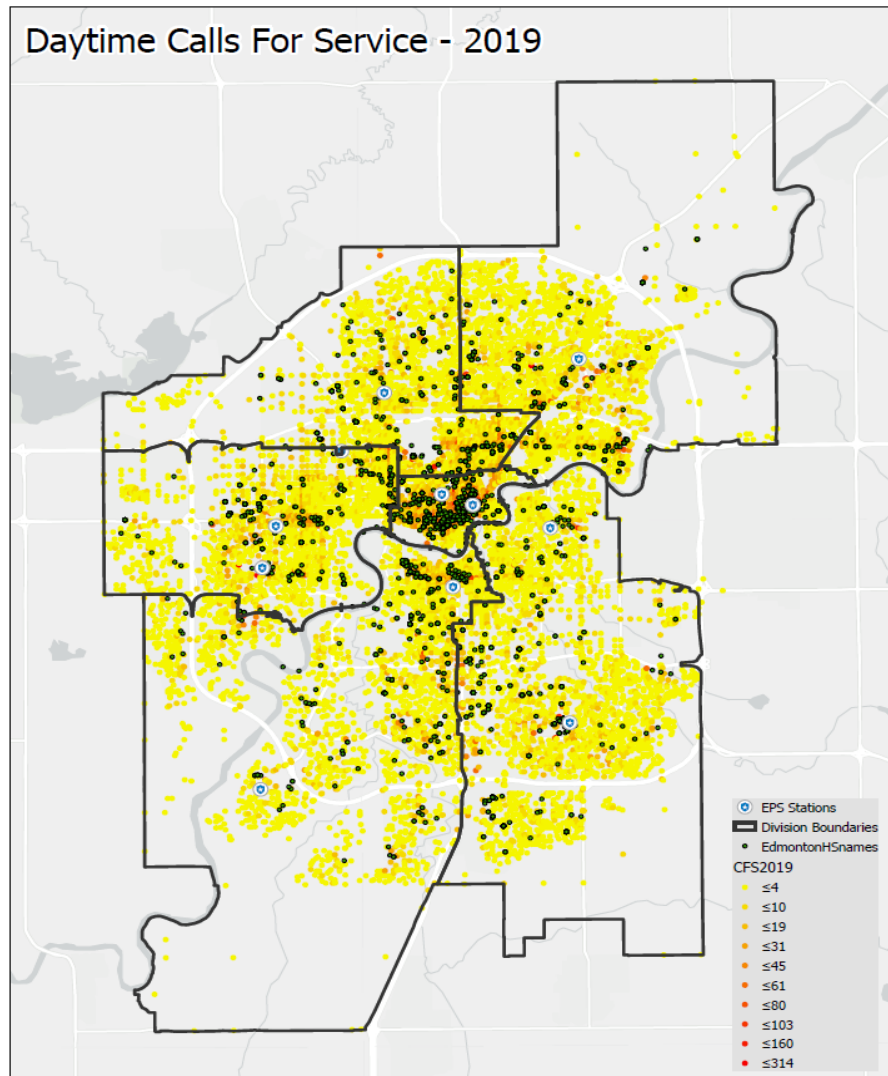 Daytime Calls For Service - 2019
EPS Stations
Division Boundaries
EdmontonHSnames
CFS2019
≤4
≤10
≤19
≤31
≤45
≤61
≤80
≤103
≤160
≤314